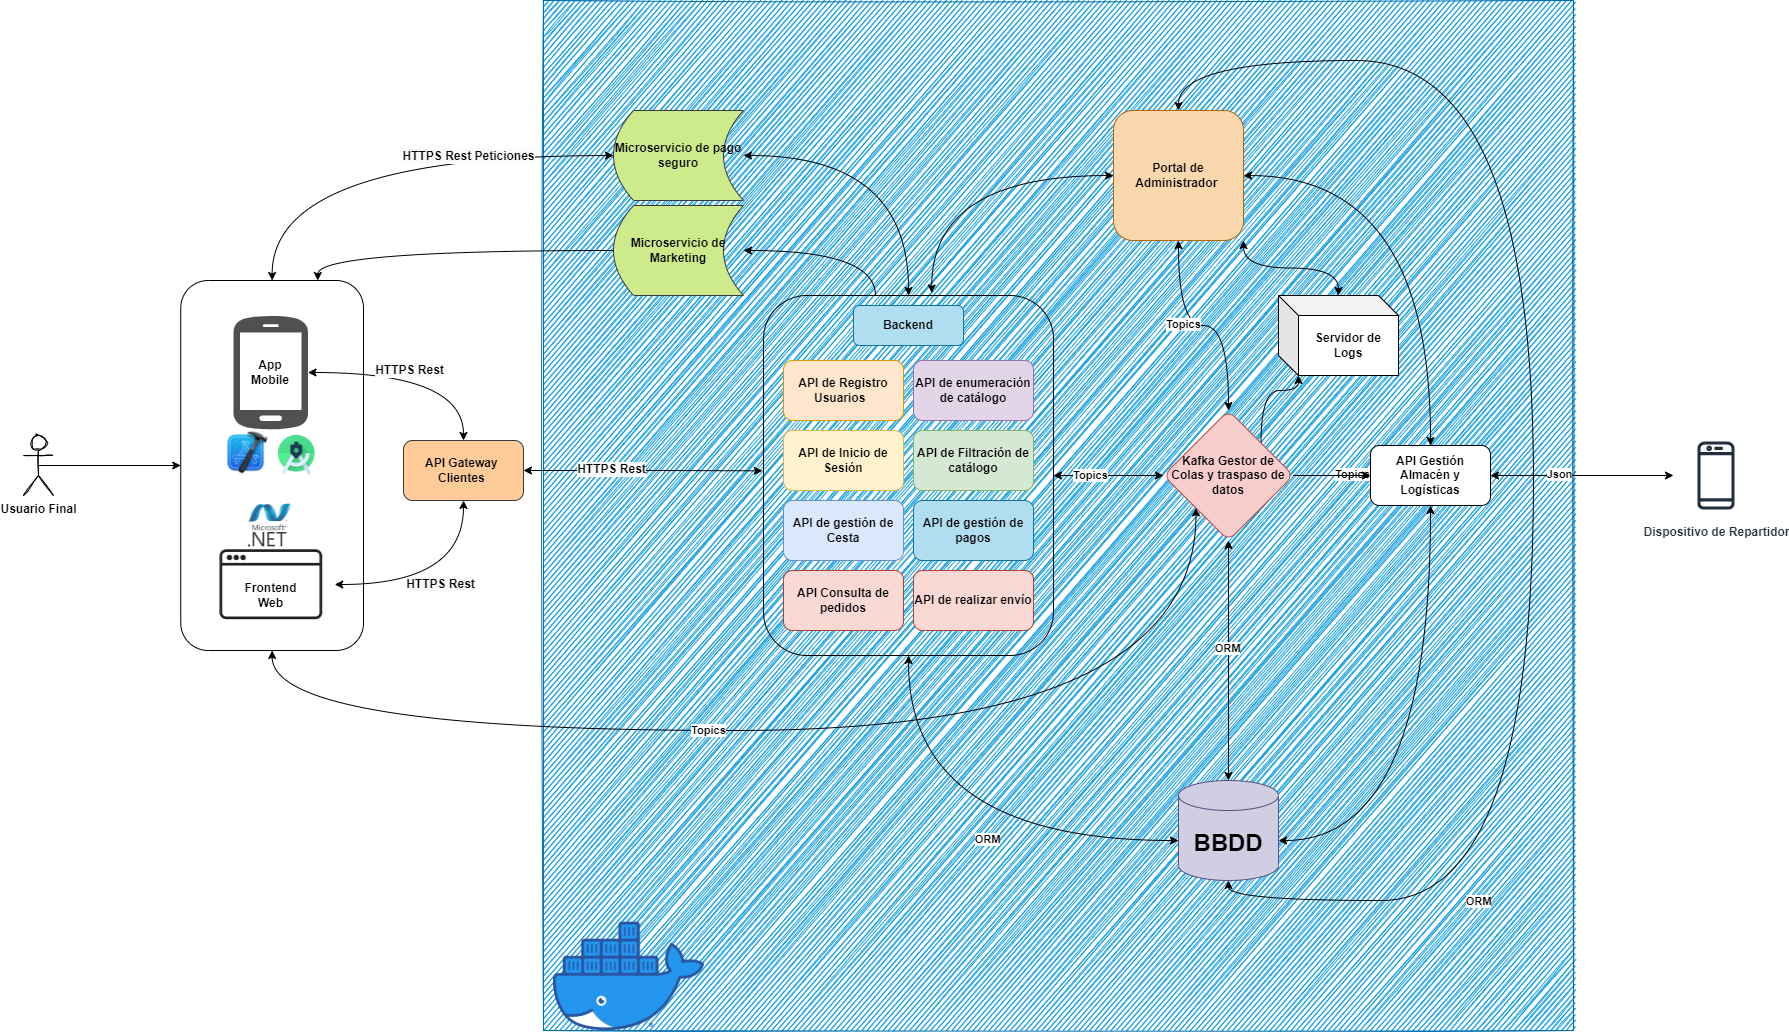 HTTPS Rest Peticiones
Microservicio de pago
seguro
Microservicio de
Marketing
Portal de
Administrador
Topics
Servidor de
Logs
Backend
App
Mobile
HTTPS Rest
API de Registro
Usuarios
API de enumeración
de catálogo
API Gateway
Clientes
HTTPS Rest
API de Inicio de
Sesión
API de Filtración de
catálogo
Topics
Kafka Gestor de
Colas y traspaso de
datos
Topics
API Gestión
Almacén y
Logísticas
Json
Usuario Final
Microsoft
.NET
API de gestión de
Cesta
API de gestión de
pagos
Dispositivo de Repartidor
Frontend
Web
HTTPS Rest
API Consulta de
pedidos
API de realizar envío
ORM
Topics
ORM
BBDD
ORM